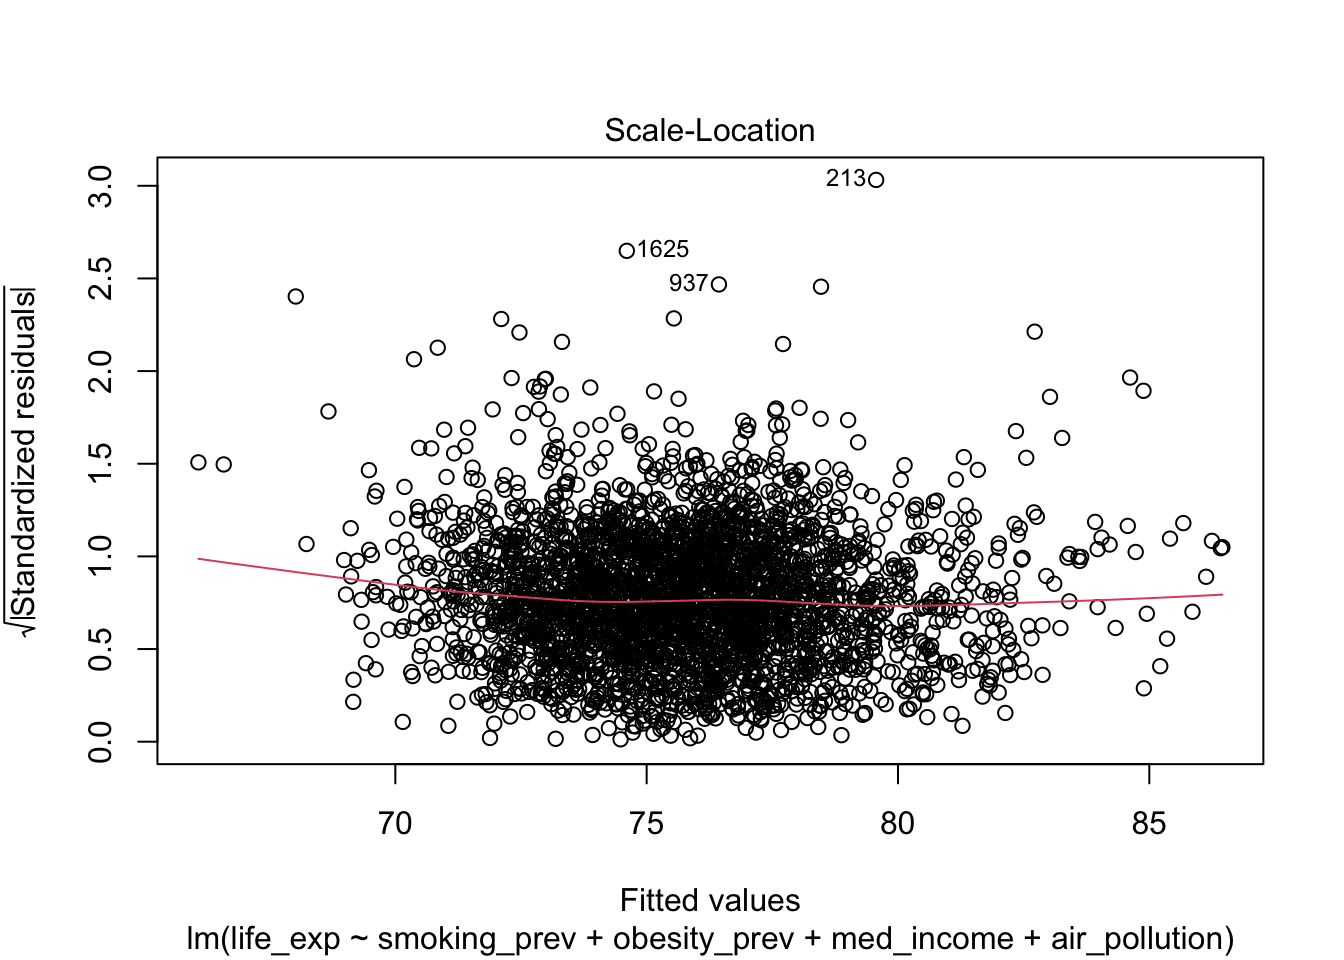 Scale-Location
√|Standardized residuals|
3.0
2.5
2.0
1.5
1.0
0.5
0.0
213
1625
937
70 75 80 85
Fitted values
lm(life_exp ~ smoking_prev + obesity_prev + med_income + air_pollution)